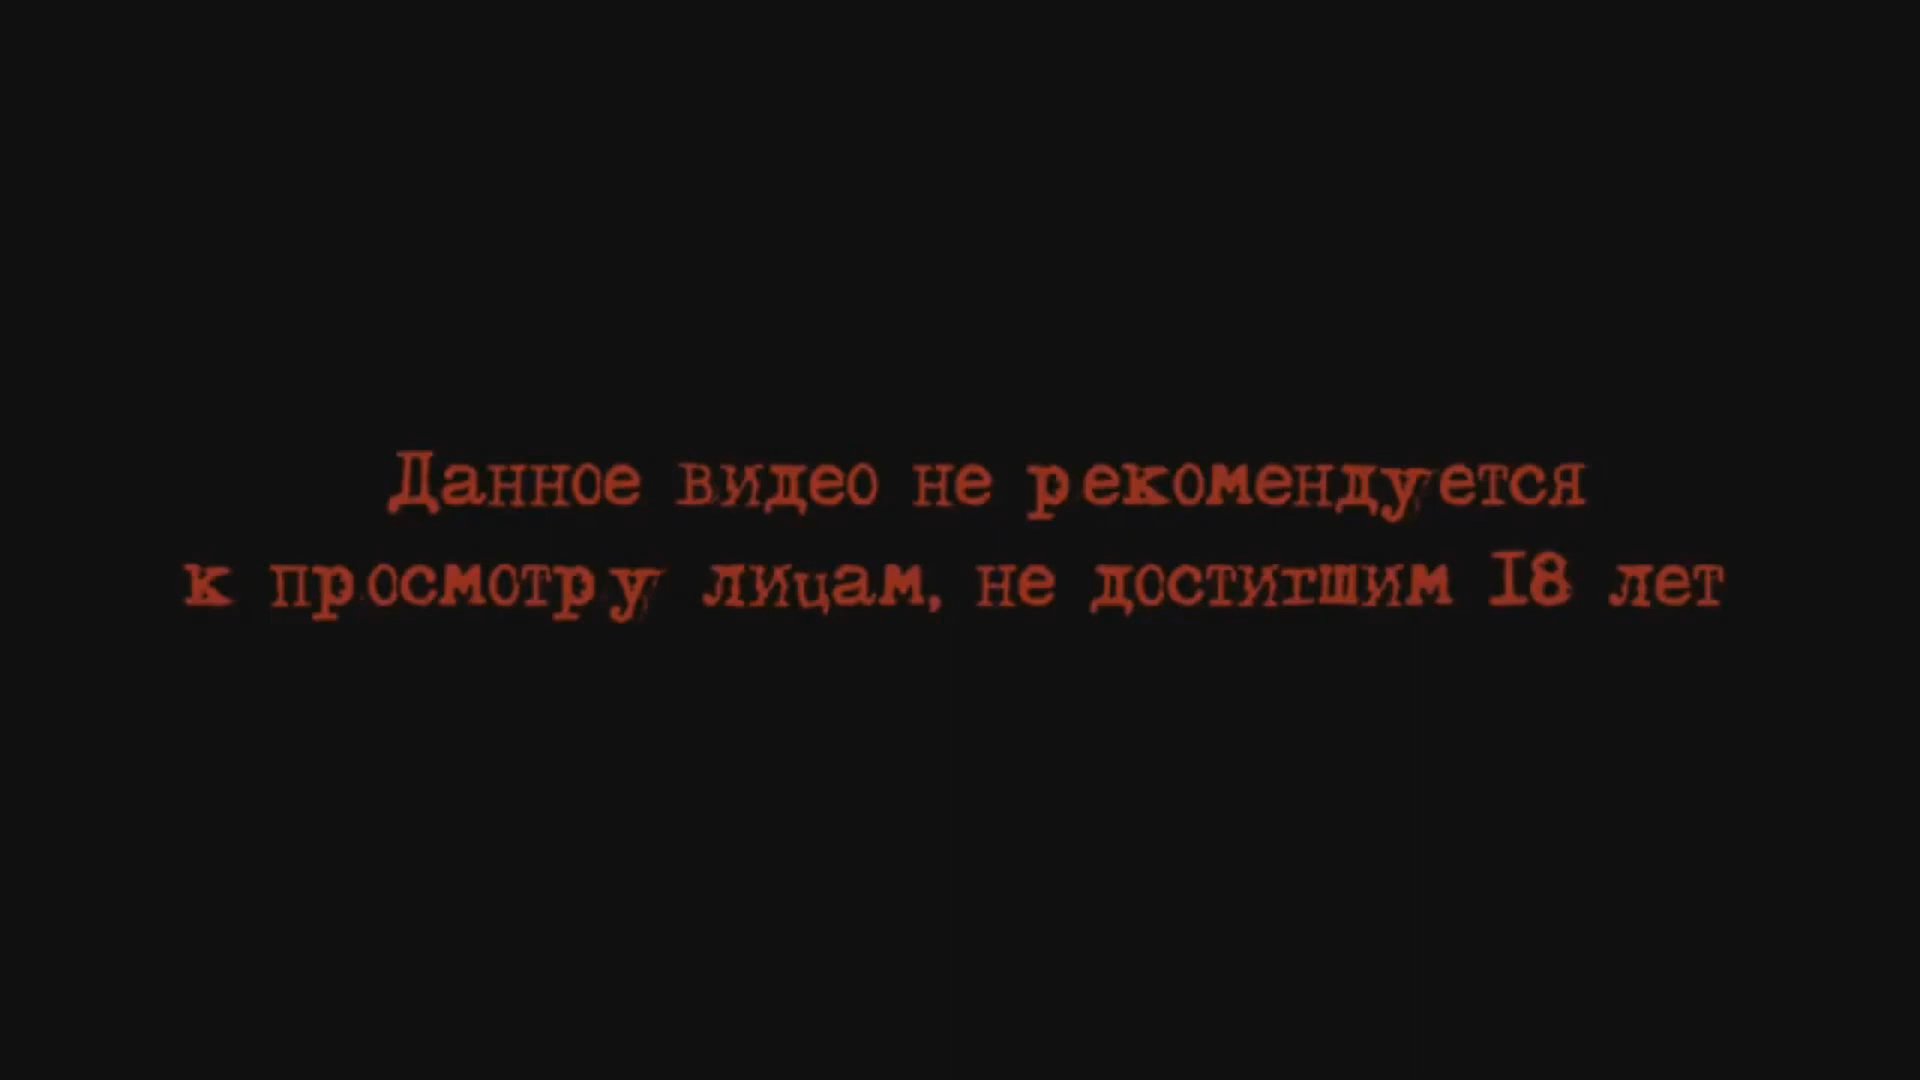 Данное видео не рекомендуется
к просмотру лицам, не достигшим 18 лет